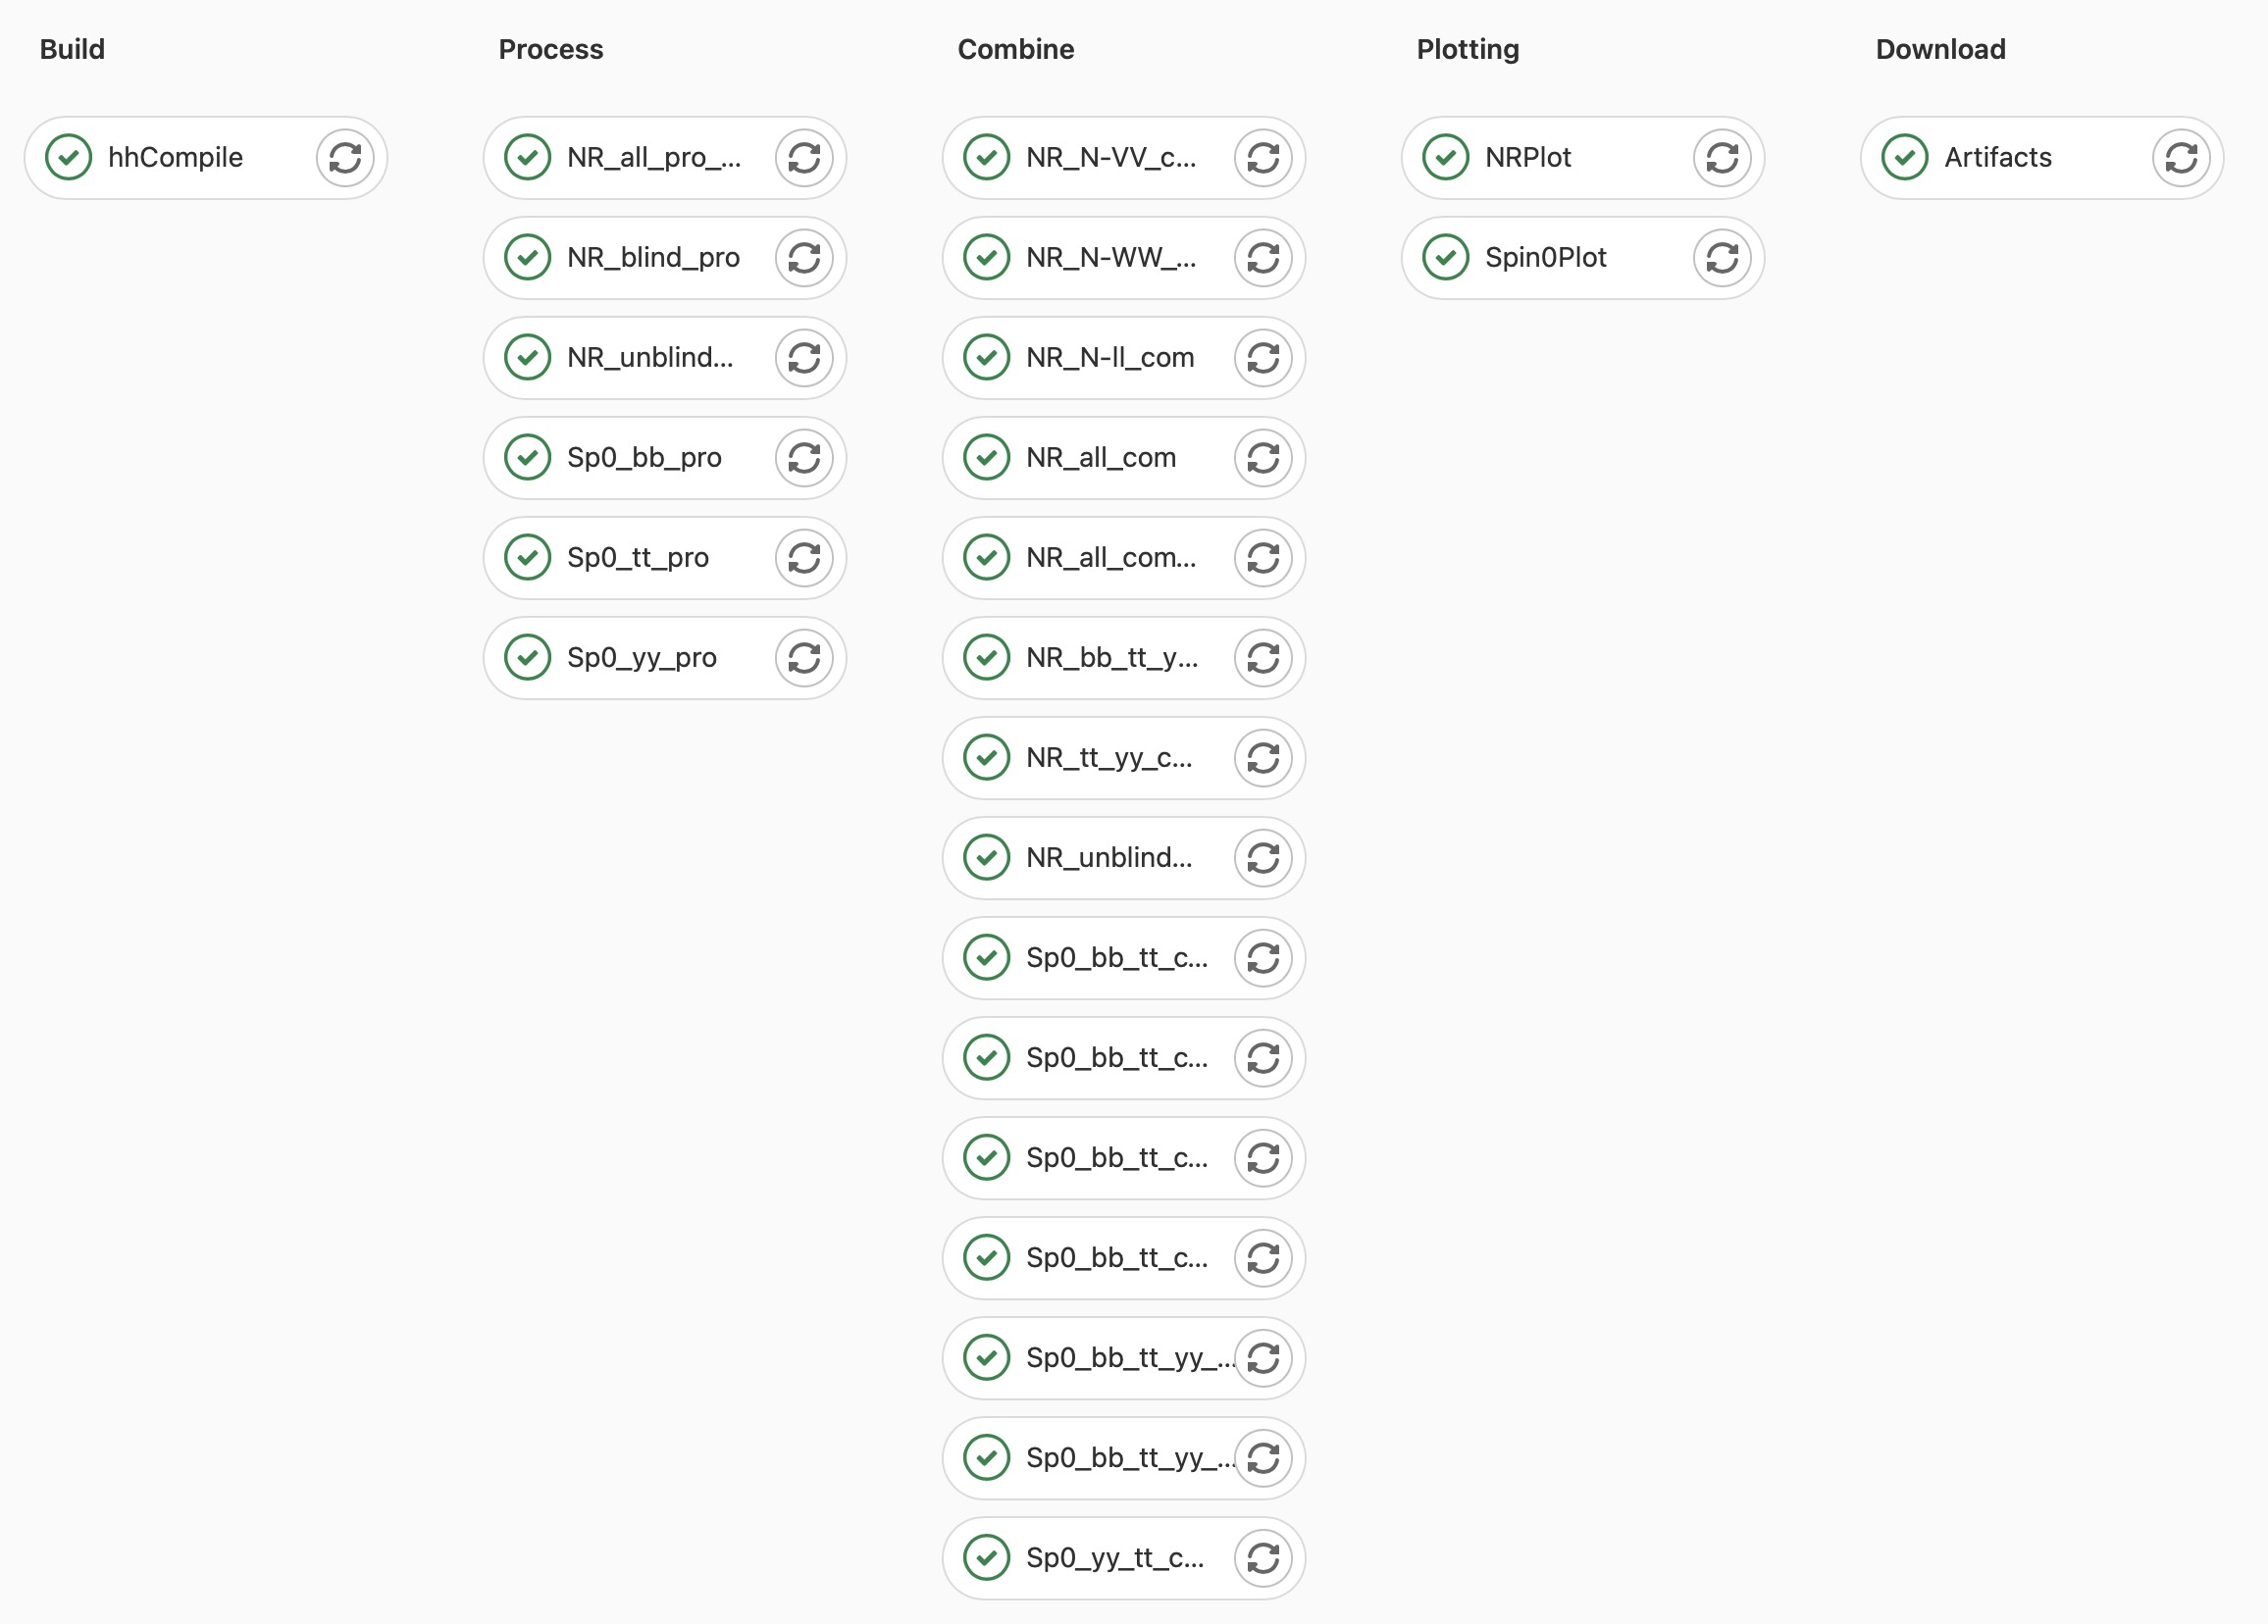 Build
hhCompile
Process
NR_all_pro_...
NR_blind_pro
NR_unblind...
Sp0_bb_pro
Sp0_tt_pro
Sp0_yy_pro
Combine
NR_N-VV_c...
NR_N-WW_...
NR_N-ll_com
NR_all_com
NR_all_com...
NR_bb_tt_y...
NR_tt_yy_c...
NR_unblind...
Sp0_bb_tt_c...
Sp0_bb_tt_c...
Sp0_bb_tt_c...
Sp0_bb_tt_c...
Sp0_bb_tt_yy_...
Sp0_bb_tt_yy_...
Sp0_yy_tt_c...
Plotting
NRPlot
Spin0Plot
Download
Artifacts